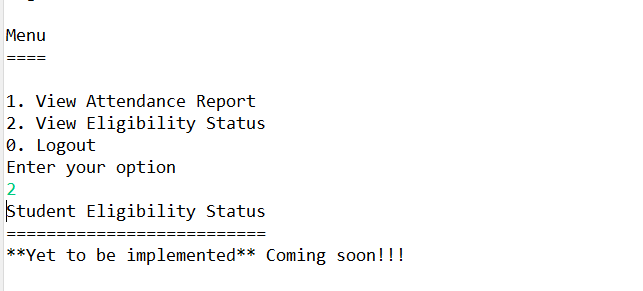 Menu
====
1. View Attendance Report
2. View Eligibility Status
0. Logout
Enter your option
2
Student Eligibility Status
==========================
**Yet to be implemented** Coming soon!!!